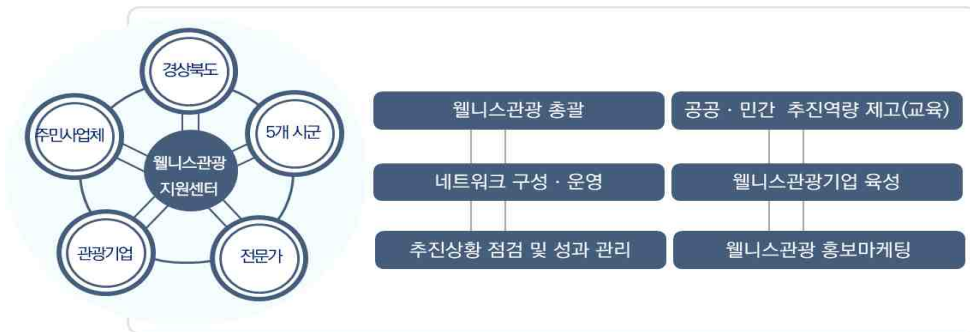 경상북도
주민사업체
5개 시군
웰니스관광
지원센터
관광기업
전문가
웰니스관광 총괄
공공 · 민간 추진역량 제고(교육)
네트워크 구성 · 운영
웰니스관광기업 육성
추진상황 점검 및 성과 관리
웰니스관광 홍보마케팅